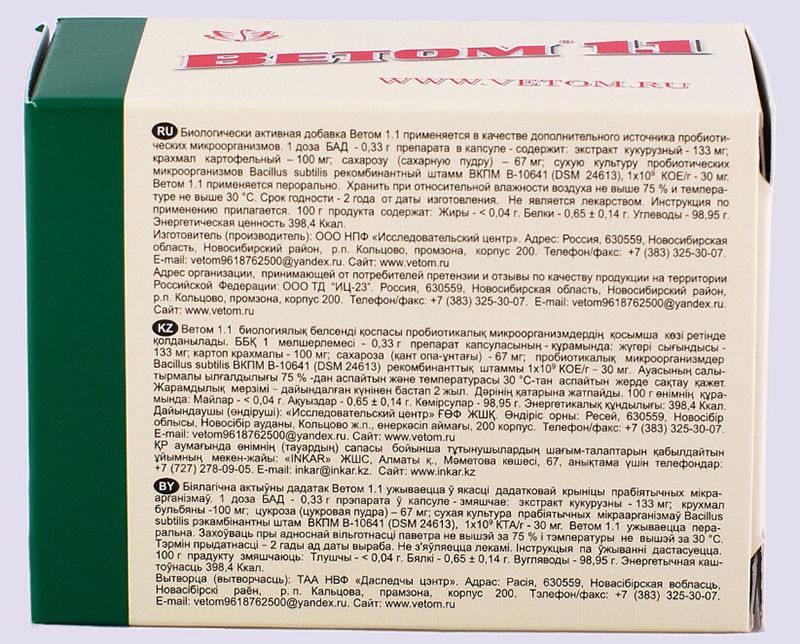 ВЕТОМ® 1.1
WWW.VETOM.RU
RU Биологически активная добавка Ветом 1.1 применяется в качестве дополнительного источника пробиоти-
ческих микроорганизмов. 1 доза БАД - 0,33 г препарата в капсуле - содержит: экстракт кукурузный - 133 мг;
крахмал картофельный – 100 мг; сахарозу (сахарную пудру) – 67 мг; сухую культуру пробиотических
микроорганизмов Bacillus subtilis рекомбинантный штамм ВКПМ В-10641 (DSM 24613), 1х10⁹ КОЕ/г - 30 мг.
Ветом 1.1 применяется перорально. Хранить при относительной влажности воздуха не выше 75 % и темпера-
туре не выше 30 °С. Срок годности - 2 года от даты изготовления. Не является лекарством. Инструкция по
применению прилагается. 100 г продукта содержат: Жиры - < 0,04 г. Белки - 0,65 ± 0,14 г. Углеводы - 98,95 г.
Энергетическая ценность 398,4 Ккал.
Изготовитель (производитель): ООО НПФ «Исследовательский центр». Адрес: Россия, 630559, Новосибирская
область, Новосибирский район, р.п. Кольцово, промзона, корпус 200. Телефон/факс: +7 (383) 325-30-07.
E-mail: vetom9618762500@yandex.ru. Сайт: www.vetom.ru
Адрес организации, принимающей от потребителей претензии и отзывы по качеству продукции на территории
Российской Федерации: ООО ТД "ИЦ-23". Россия, 630559, Новосибирская область, Новосибирский район,
р.п. Кольцово, промзона, корпус 200. Телефон/факс: +7 (383) 325-30-07. E-mail: vetom9618762500@yandex.ru.
Сайт: www.vetom.ru
KZ Ветом 1.1 биологиялық белсенді қоспасы пробиотикалық микроорганизмдердің қосымша көзі ретінде
қолданылады. ББҚ 1 мөлшерлемесі - 0,33 г препарат капсуласының - құрамында: жүгері сығындысы -
133 мг; картоп крахмалы - 100 мг; сахароза (қант опа-ұнтағы) - 67 мг; пробиотикалық микроорганизмдер
Bacillus subtilis ВКПМ В-10641 (DSM 24613) рекомбинанттық штаммы 1х10⁹ КОЕ/г - 30 мг. Ауасының салы-
тырмалы ылғалдылығы 75 % -дан аспайтын және температурасы 30 °С-тан аспайтын жерде сақтау қажет.
Жарамдылық мерзімі - дайындалған күнінен бастап 2 жыл. Дәрінің қатарына жатпайды. 100 г өнімнің құра-
мында: Майлар - < 0,04 г. Ақуыздар - 0,65 ± 0,14 г. Көмірсулар - 98,95 г. Энергетикалық құндылығы: 398,4 Ккал.
Дайындаушы (өндіруші): «Исследовательский центр» ҒӨФ ЖШҚ. Өндіріс орны: Ресей, 630559, Новосібір
облысы, Новосібір ауданы, Кольцово ж.п., өнеркәсіп аймағы, 200 корпус. Телефон/факс: +7 (383) 325-30-07.
E-mail: vetom9618762500@yandex.ru. Сайт: www.vetom.ru
ҚР аумағында өнімнің (тауардың) сапасы бойынша тұтынушылардың шағым-талаптарын қабылдайтын
ұйымның мекен-жайы: «INKAR» ЖШС, Алматы қ., Мәметова көшесі, 67, анықтама үшін телефондар:
+7 (727) 278-09-05. E-mail: inkar@inkar.kz. Сайт: www.inkar.kz
BY Біялагічна актыўны дадатак Ветом 1.1 ужываецца ў якасці дадатковай крыніцы прабіятычных мікра-
арганізмаў. 1 доза БАД - 0,33 г прэпарата ў капсуле - змяшчае: экстракт кукурузны - 133 мг; крухмал
бульбяны -100 мг; цукроза (цукровая пудра) – 67 мг; сухая культура прабіятычных мікраарганізмаў Bacillus
subtilis рэкамбінантны штам ВКПМ В-10641 (DSM 24613), 1х10⁹ КТА/г - 30 мг. Ветом 1.1 ужываецца пера-
ральна. Захоўваць пры адноснай вільготнасці паветра не вышэй за 75 % і тэмпературы не вышэй за 30 °С.
Тэрмін прыдатнасці – 2 гады ад даты выраба. Не з'яўляецца лекамі. Інструкцыя па ўжыванні дастасуецца.
100 г прадукту змяшчаюць: Тлушчы - < 0,04 г. Бялкі - 0,65 ± 0,14 г. Вугляводы - 98,95 г. Энергетычная каш-
тоўнасць 398,4 Ккал.
Вытворца (вытворчасць): ТАА НВФ «Даследчы цэнтр». Адрас: Расія, 630559, Новасібірская вобласць,
Новасібірскі раён, р.п. Кальцова, прамзона, корпус 200. Тэлефон/факс: +7 (383) 325-30-07.
E-mail: vetom9618762500@yandex.ru. Сайт: www.vetom.ru